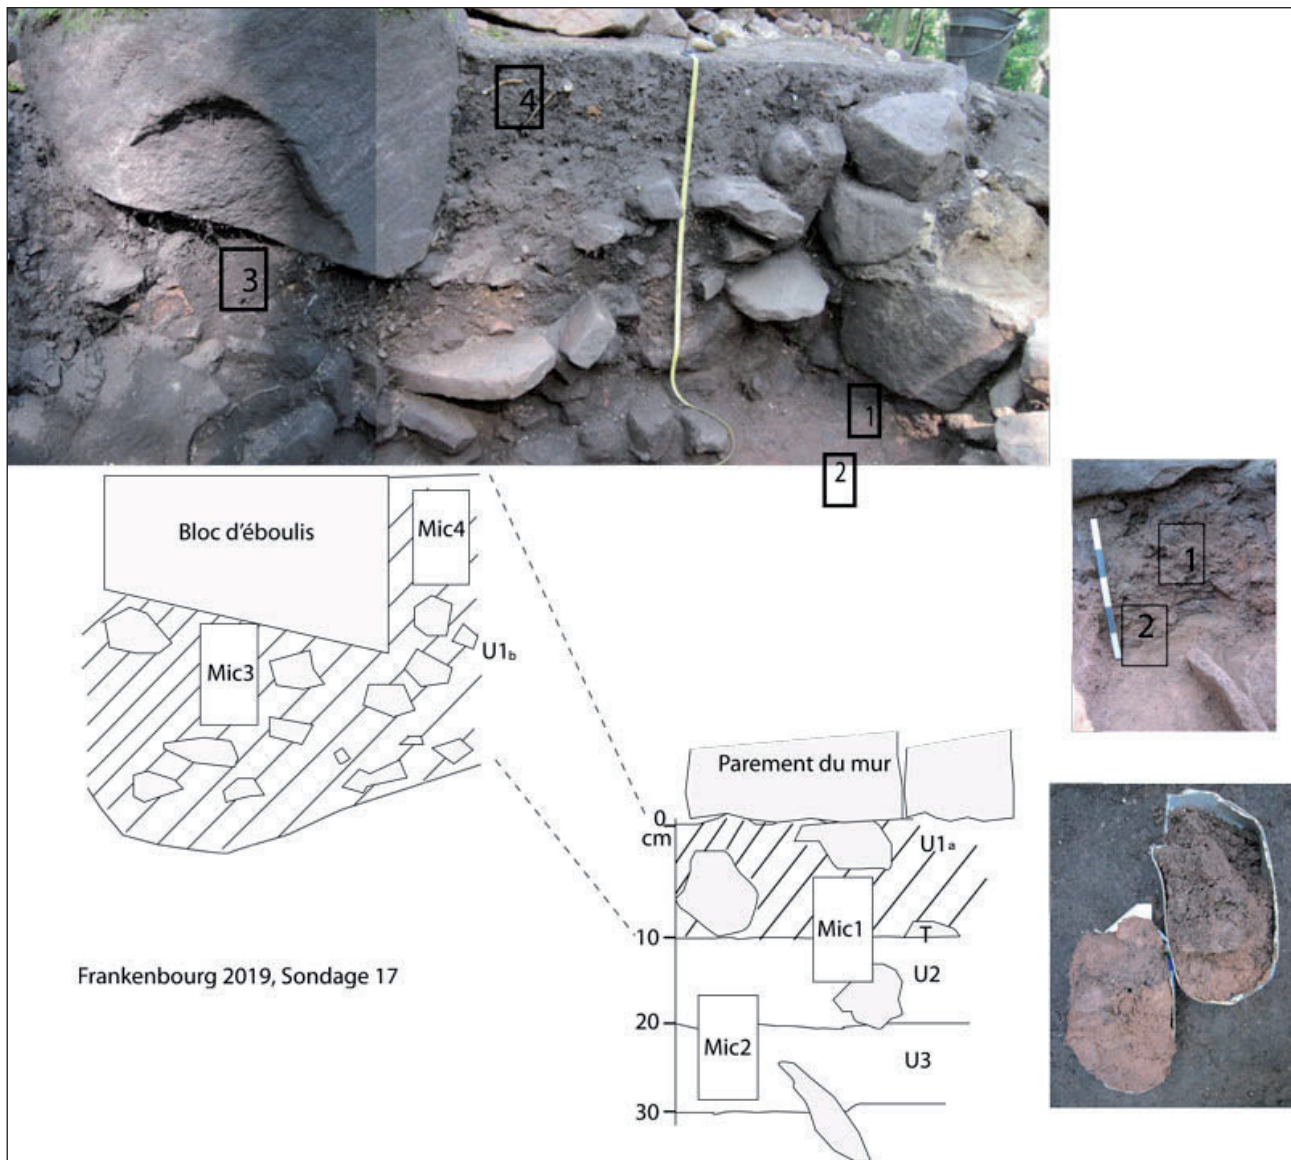 4
3
1
2
Bloc d'éboulis
Mic4
U1b
Mic3
1
2
Parement du mur
0
cm
U1a
Mic1
10
T
U2
Frankenbourg 2019, Sondage 17
20
Mic2
U3
30